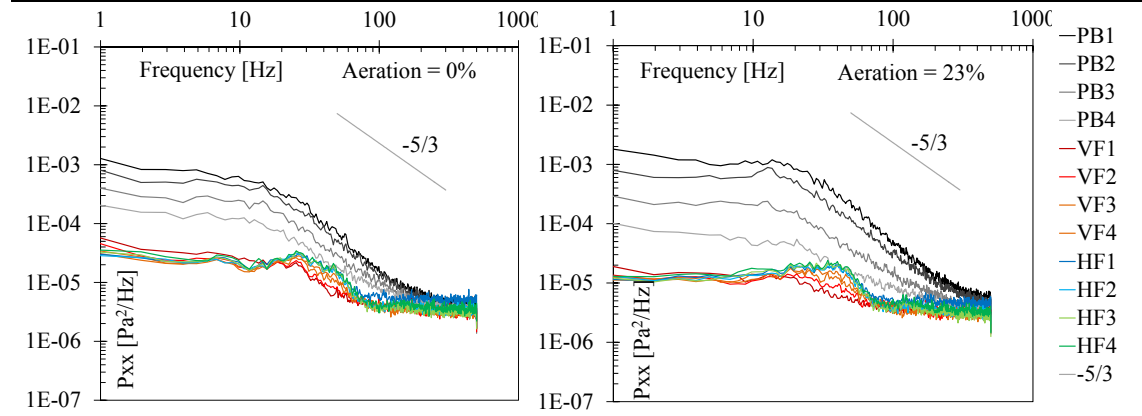 1 10 100 1000
1E-01
1E-02
1E-03
1E-04
1E-05
1E-06
1E-07
Frequency [Hz]
Aeration = 0%
-5/3
Pxx [Pa²/Hz]
1 10 100 1000
1E-01
1E-02
1E-03
1E-04
1E-05
1E-06
1E-07
Frequency [Hz]
Aeration = 23%
-5/3
Pxx [Pa²/Hz]
PB1
PB2
PB3
PB4
VF1
VF2
VF3
VF4
HF1
HF2
HF3
HF4
-5/3